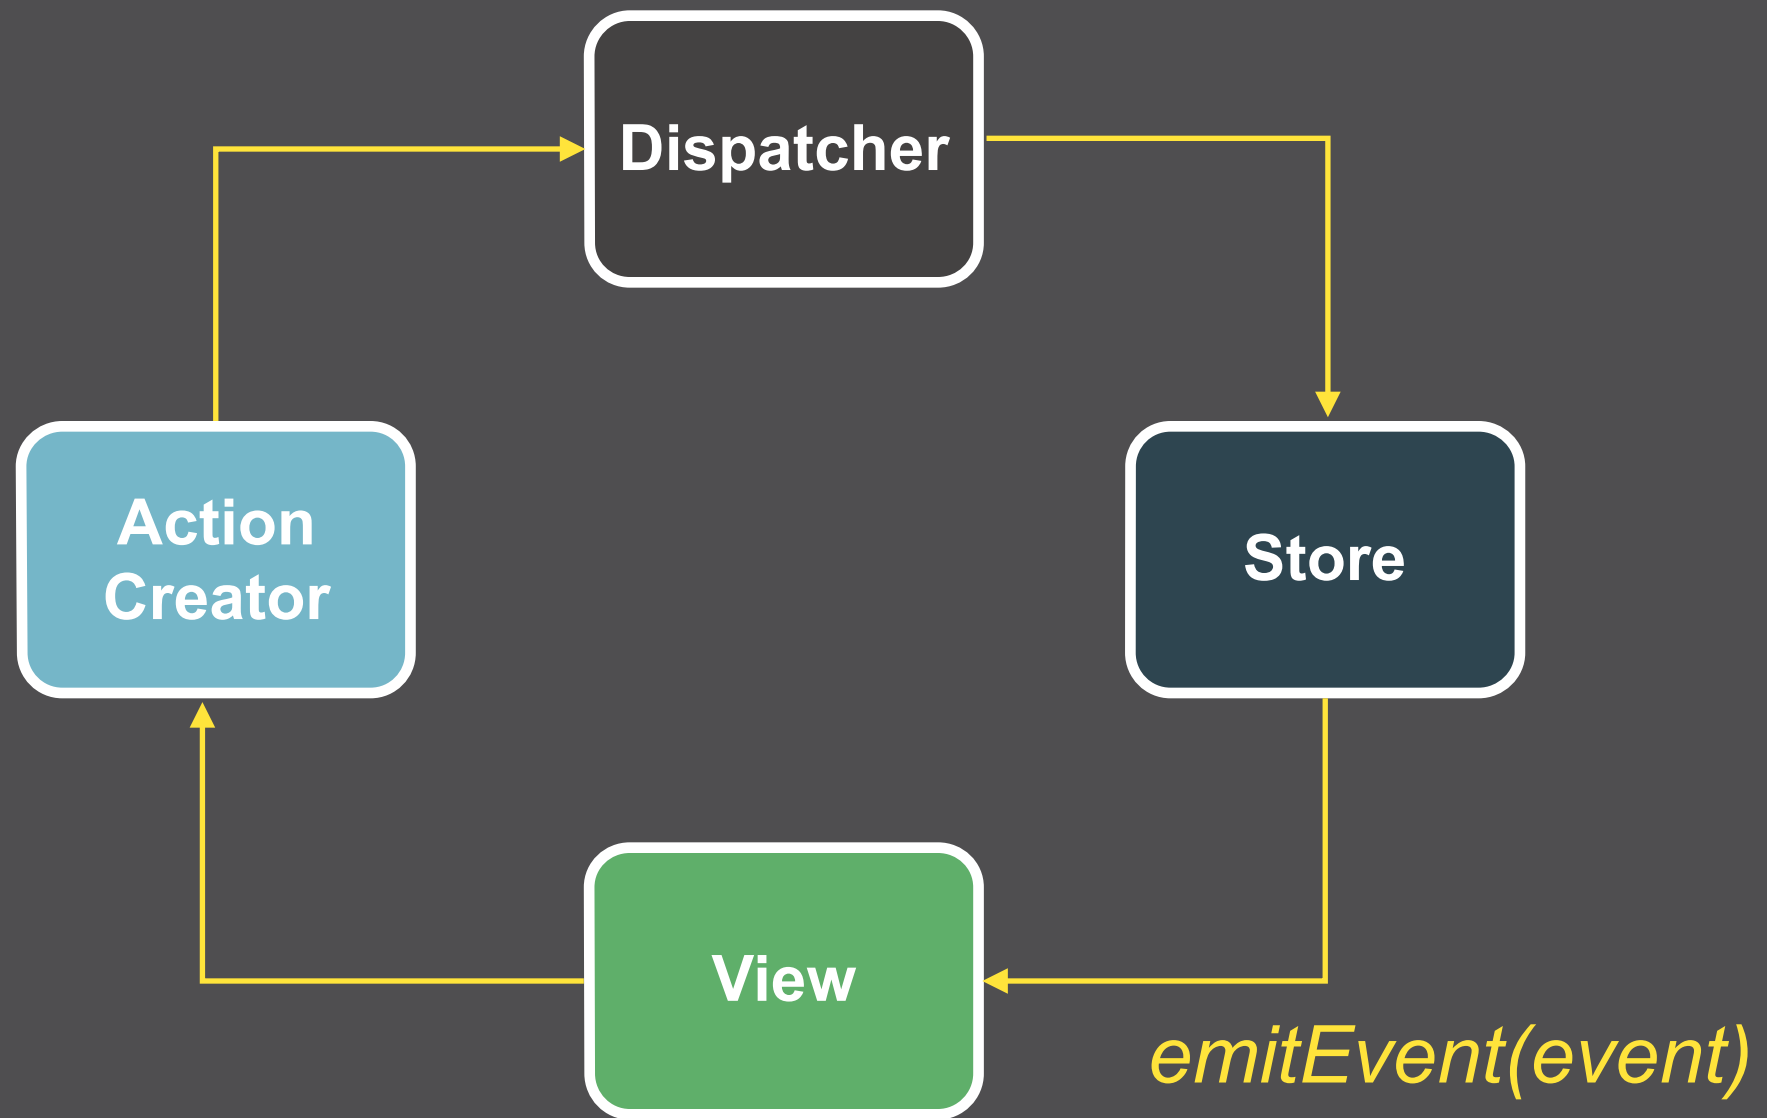 Dispatcher
Action
Creator
Store
View
emitEvent(event)